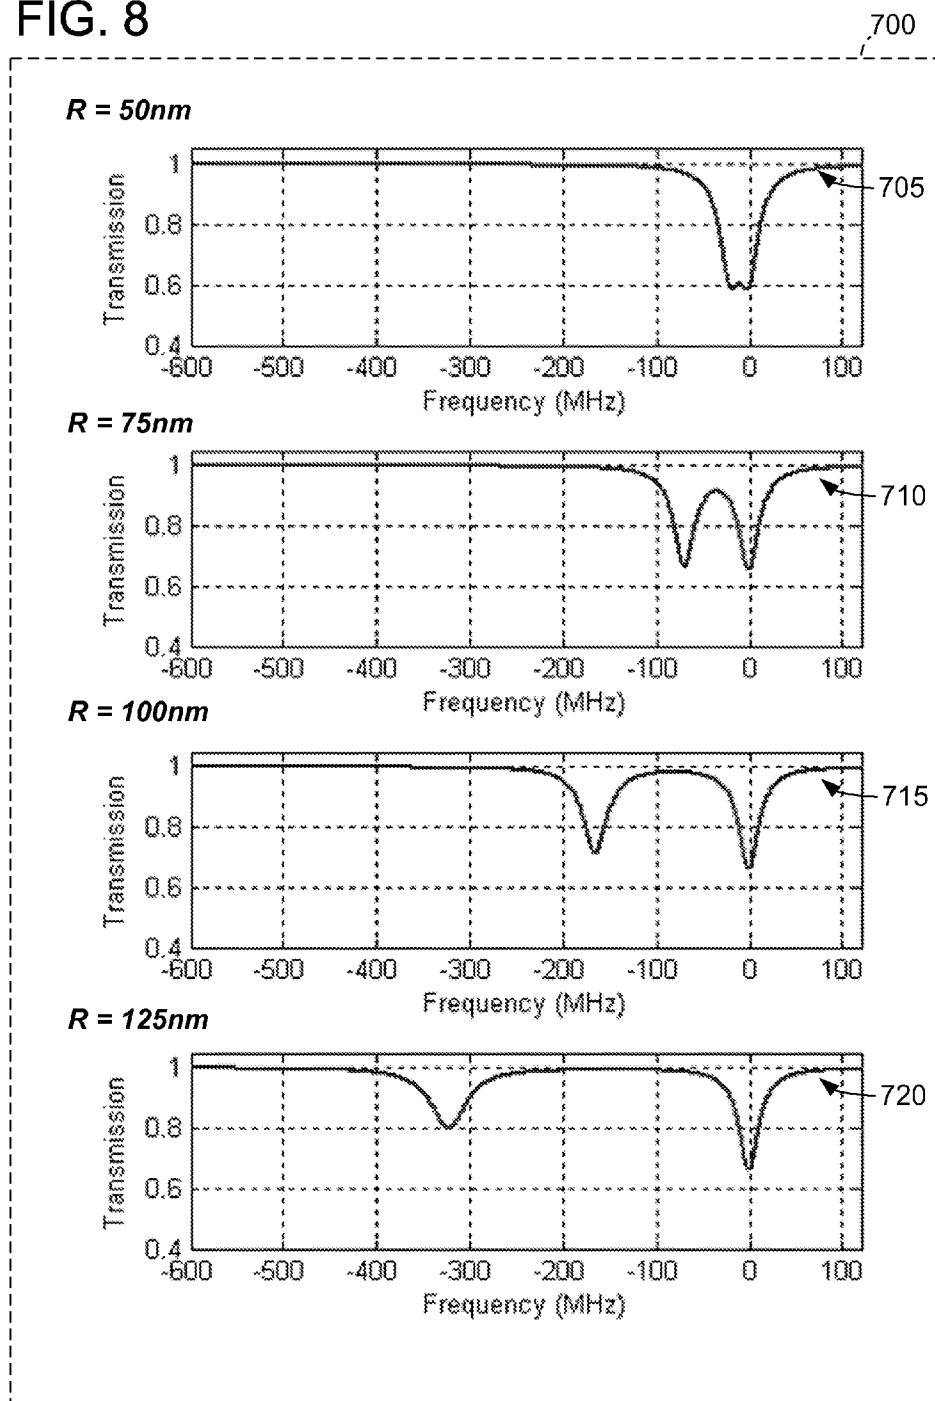 FIG. 8
700
R = 50nm
Transmission
1
0.8
0.6
0.4
705
-600 -500 -400 -300 -200 -100 0 100
Frequency (MHz)
R = 75nm
Transmission
1
0.8
0.6
0.4
710
-600 -500 -400 -300 -200 -100 0 100
Frequency (MHz)
R = 100nm
Transmission
1
0.8
0.6
0.4
715
-600 -500 -400 -300 -200 -100 0 100
Frequency (MHz)
R = 125nm
Transmission
1
0.8
0.6
0.4
720
-600 -500 -400 -300 -200 -100 0 100
Frequency (MHz)